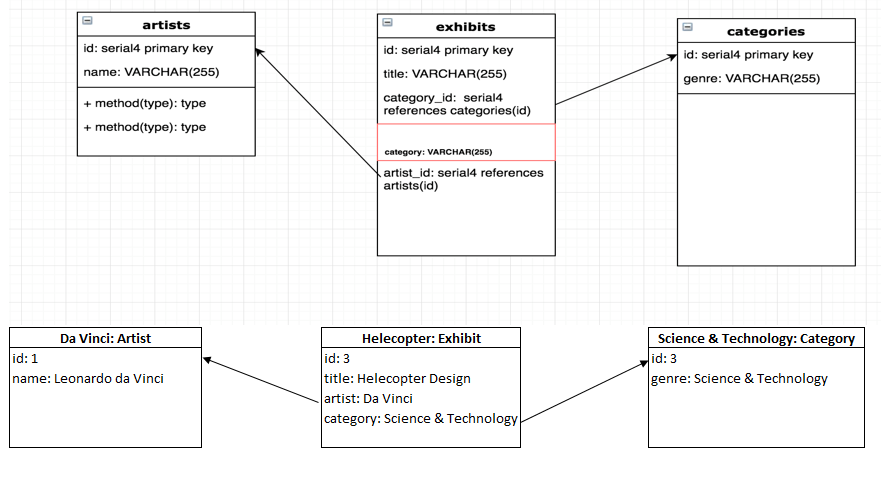 artists
id: serial4 primary key
name: VARCHAR(255)
+ method(type): type
+ method(type): type
exhibits
id: serial4 primary key
title: VARCHAR(255)
category_id:  serial4
references categories(id)
category: VARCHAR(255)
artist_id: serial4 references
artists(id)
categories
id: serial4 primary key
genre: VARCHAR(255)
Da Vinci: Artist
id: 1
name: Leonardo da Vinci
Helecopter: Exhibit
id: 3
title: Helecopter Design
artist: Da Vinci
category: Science & Technology
Science & Technology: Category
id: 3
genre: Science & Technology